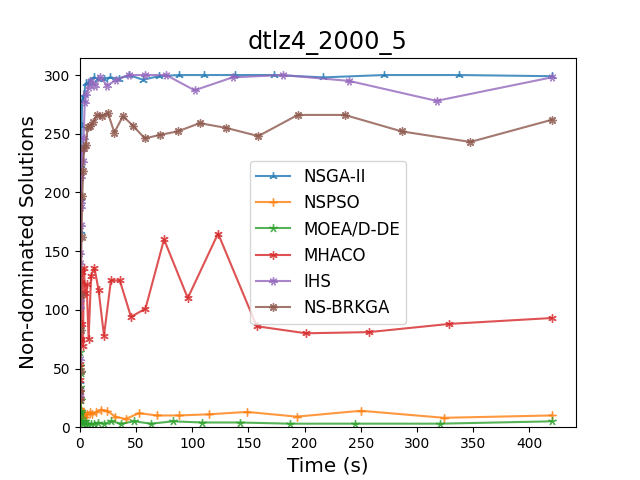 dtlz4_2000_5
Non-dominated Solutions
300
250
200
150
100
50
0
NSGA-II
NSPSO
MOEA/D-DE
MHACO
IHS
NS-BRKGA
0 50 100 150 200 250 300 350 400
Time (s)